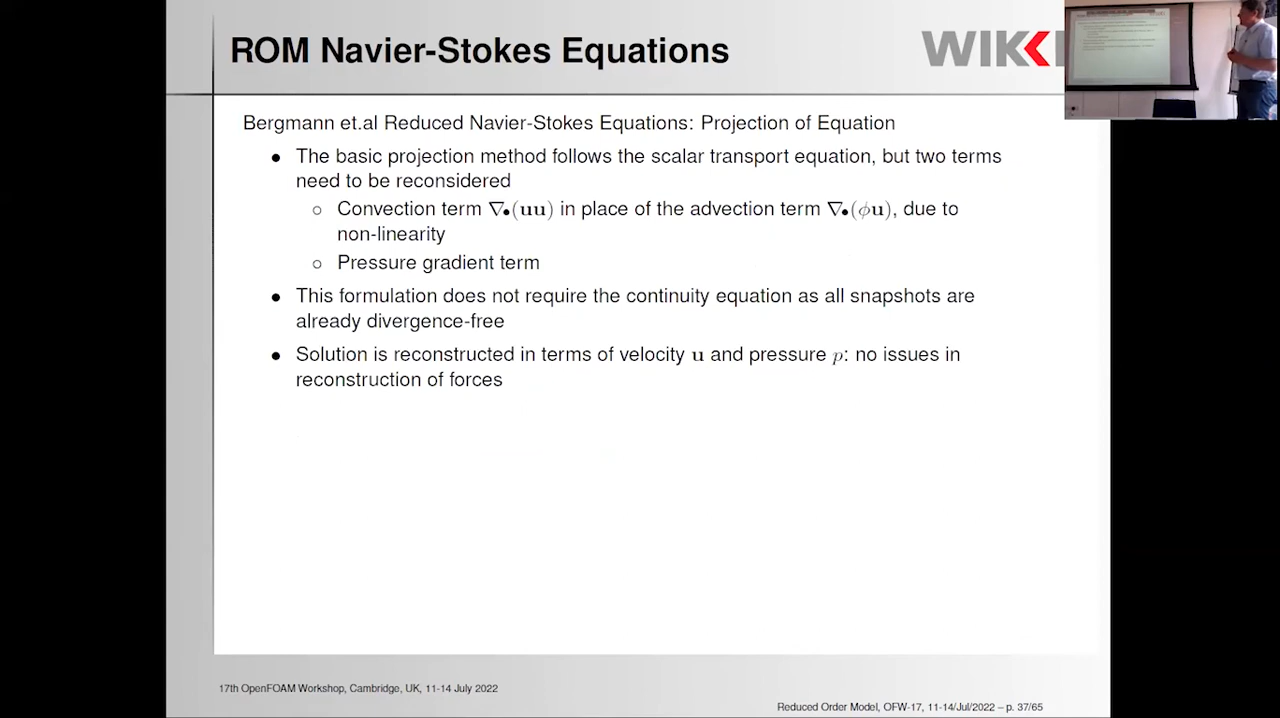 ROM Navier-Stokes Equations
WIKKI
Bergmann et.al Reduced Navier-Stokes Equations: Projection of Equation
• The basic projection method follows the scalar transport equation, but two terms
need to be reconsidered
◦ Convection term ∇•(uu) in place of the advection term ∇•(ϕu), due to
non-linearity
◦ Pressure gradient term
• This formulation does not require the continuity equation as all snapshots are
already divergence-free
• Solution is reconstructed in terms of velocity u and pressure p: no issues in
reconstruction of forces
17th OpenFOAM Workshop, Cambridge, UK, 11-14 July 2022
Reduced Order Model, OFW-17, 11-14/Jul/2022 – p. 37/65